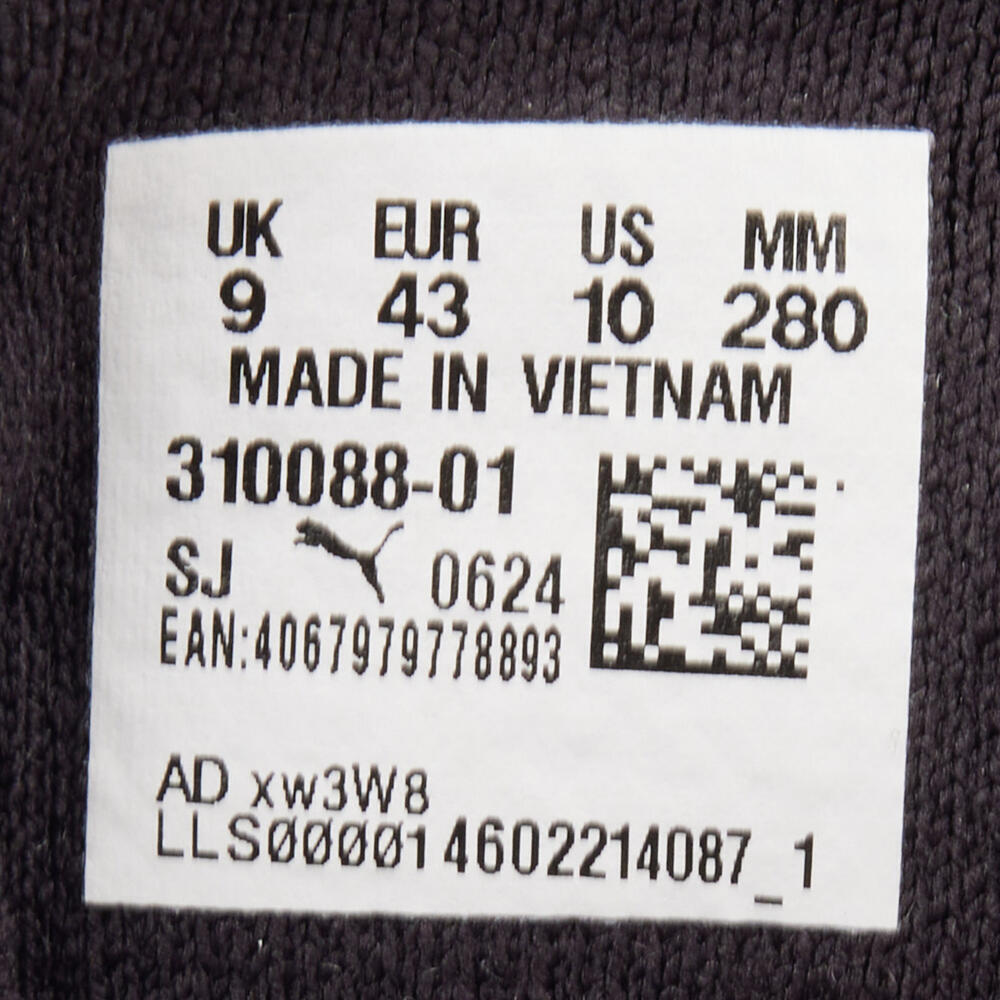 UK EUR US MM
9 43 10 280
MADE IN VIETNAM
310088-01
SJ 0624
EAN:4067979778893
AD xw3W8
LLSØØØØ14602214087_1